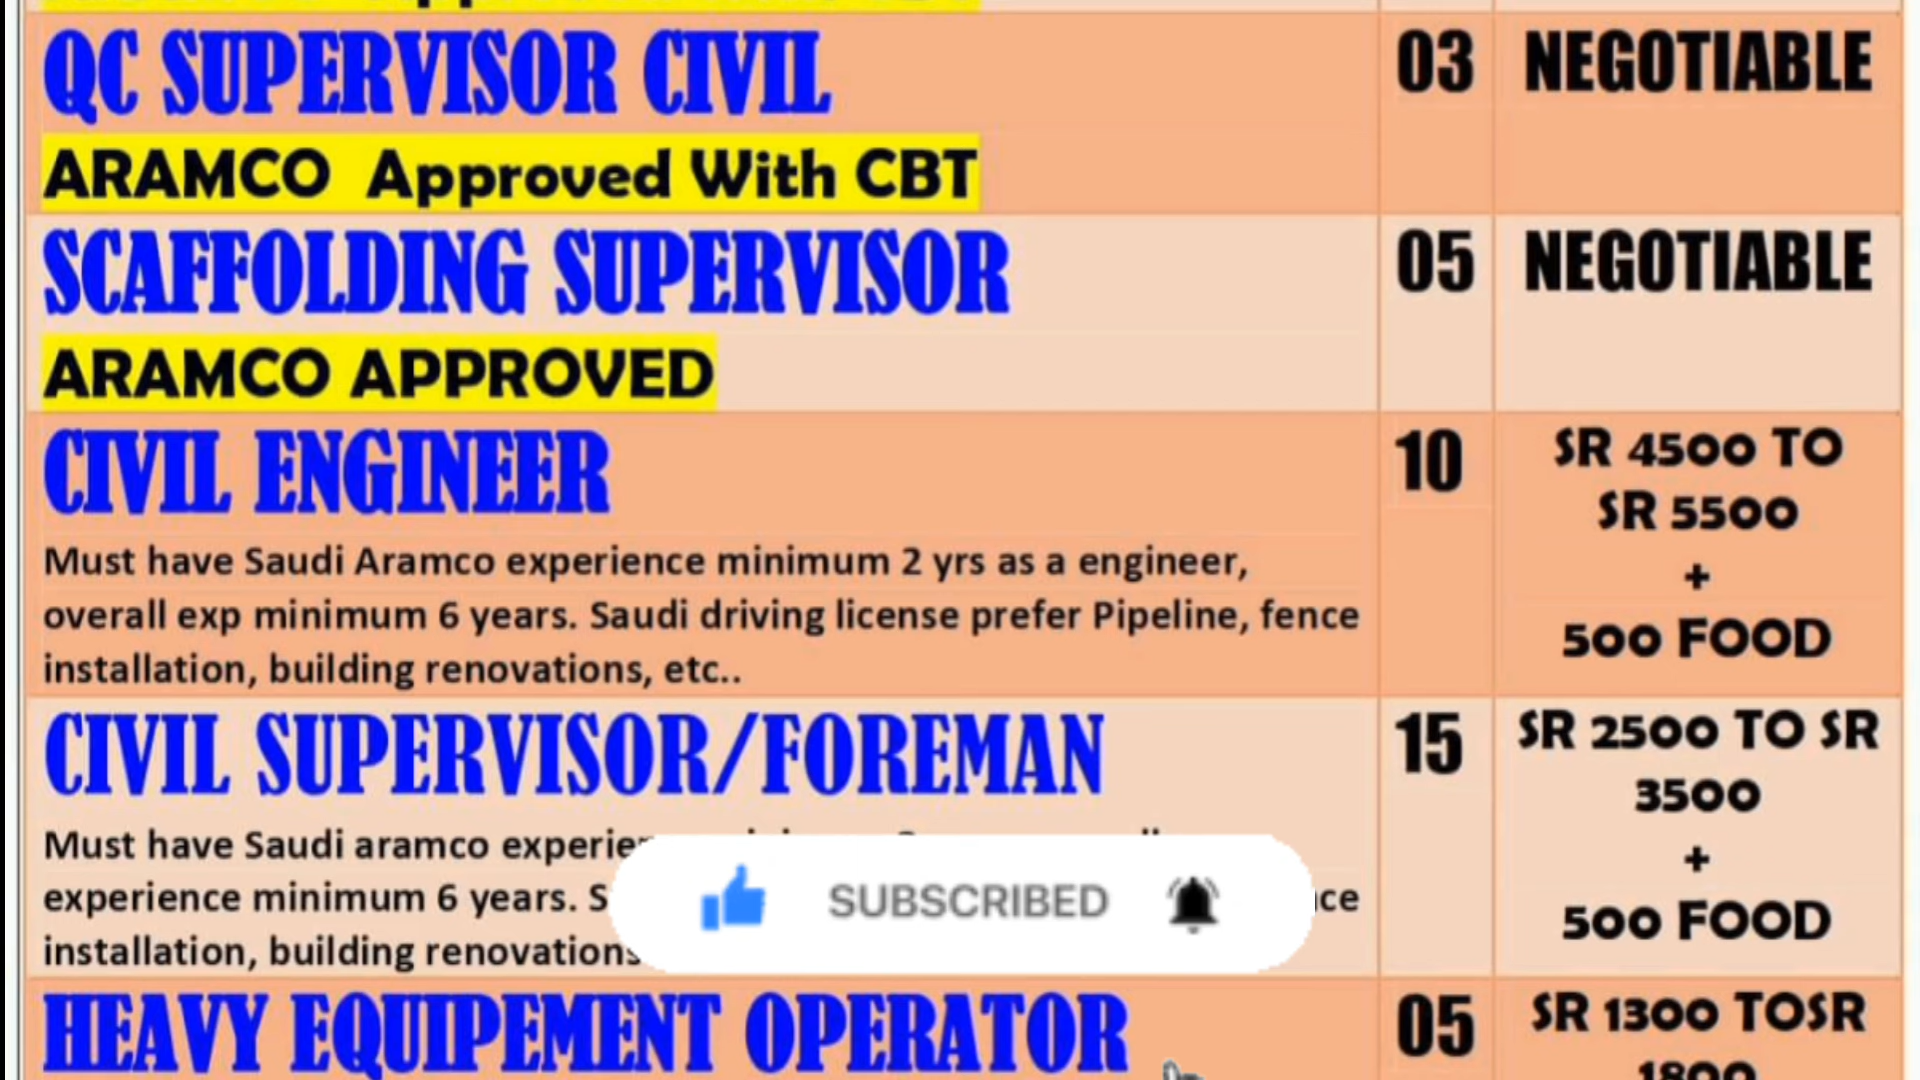 QC SUPERVISOR CIVIL 03 NEGOTIABLE
ARAMCO Approved With CBT
SCAFFOLDING SUPERVISOR 05 NEGOTIABLE
ARAMCO APPROVED
CIVIL ENGINEER 10 SR 4500 TO
SR 5500
+
500 FOOD
Must have Saudi Aramco experience minimum 2 yrs as a engineer,
overall exp minimum 6 years. Saudi driving license prefer Pipeline, fence
installation, building renovations, etc..
CIVIL SUPERVISOR/FOREMAN 15 SR 2500 TO SR
3500
+
500 FOOD
Must have Saudi aramco
experience minimum 6 years.
installation, building renovations
SUBSCRIBED
HEAVY EQUIPEMENT OPERATOR 05 SR 1300 TOSR
1800